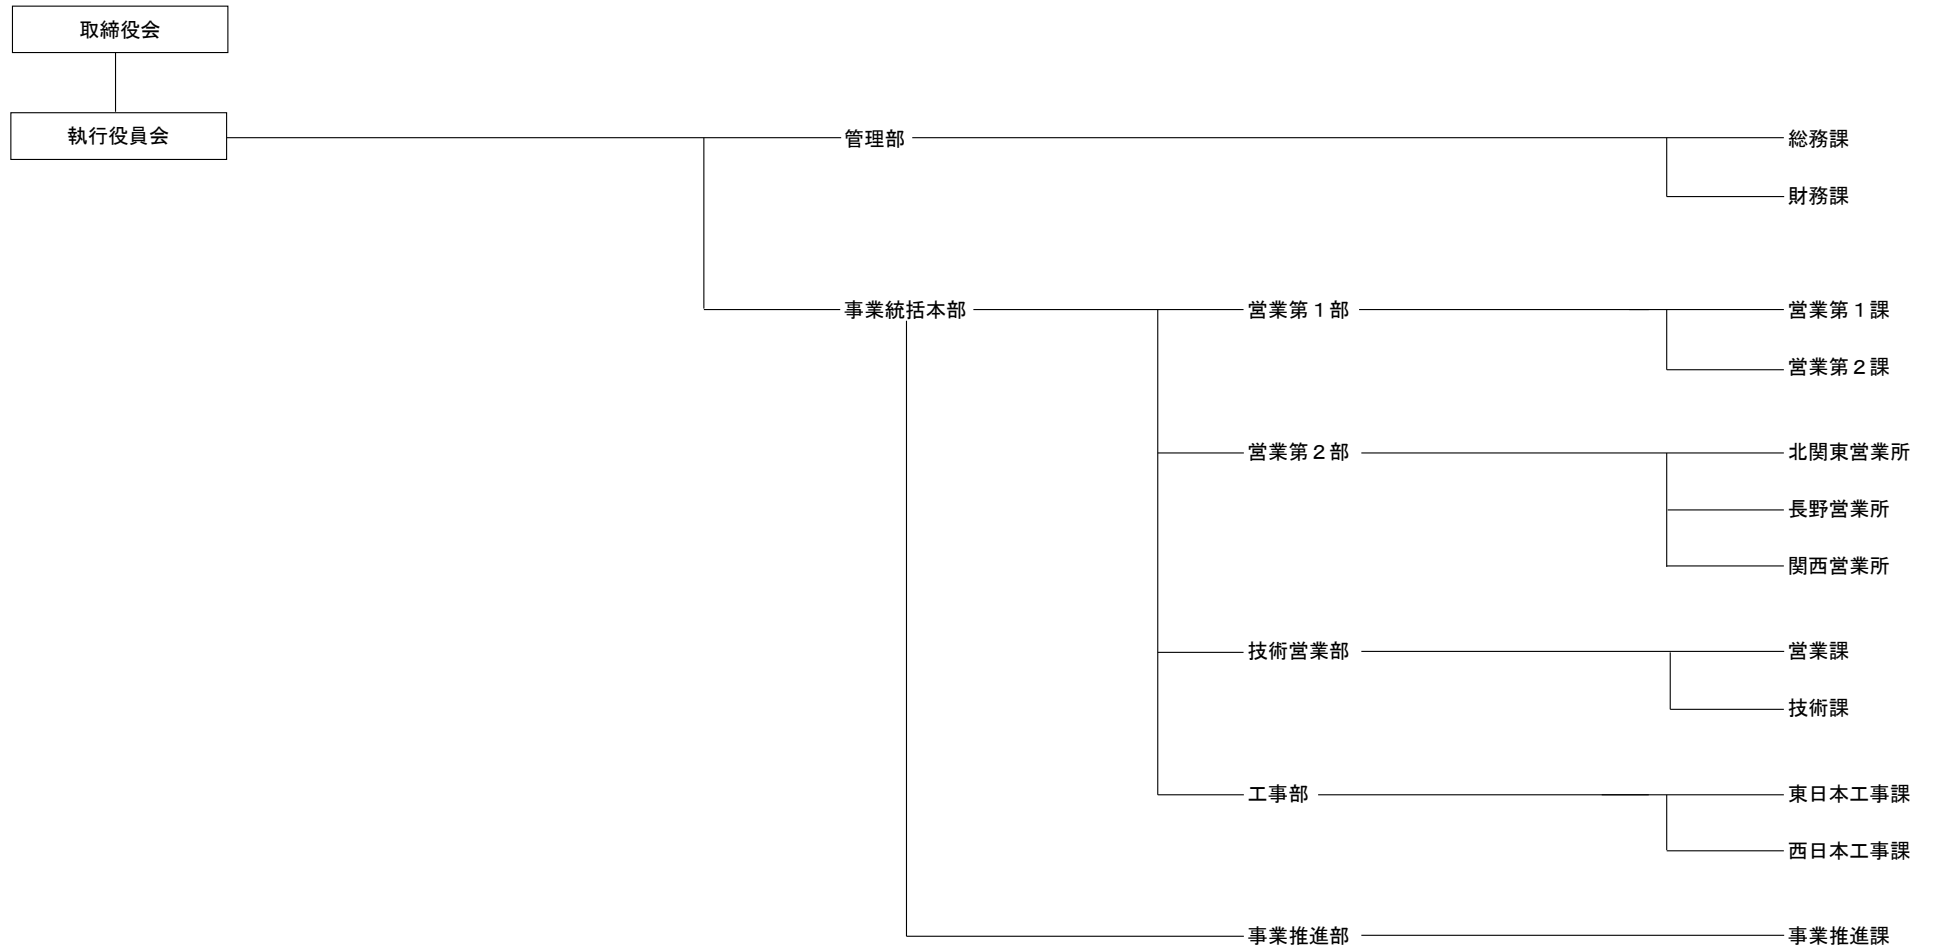 取締役会
執行役員会
管理部
総務課
財務課
事業統括本部
営業第１部
営業第１課
営業第２課
営業第２部
北関東営業所
長野営業所
関西営業所
技術営業部
営業課
技術課
工事部
東日本工事課
西日本工事課
事業推進部
事業推進課